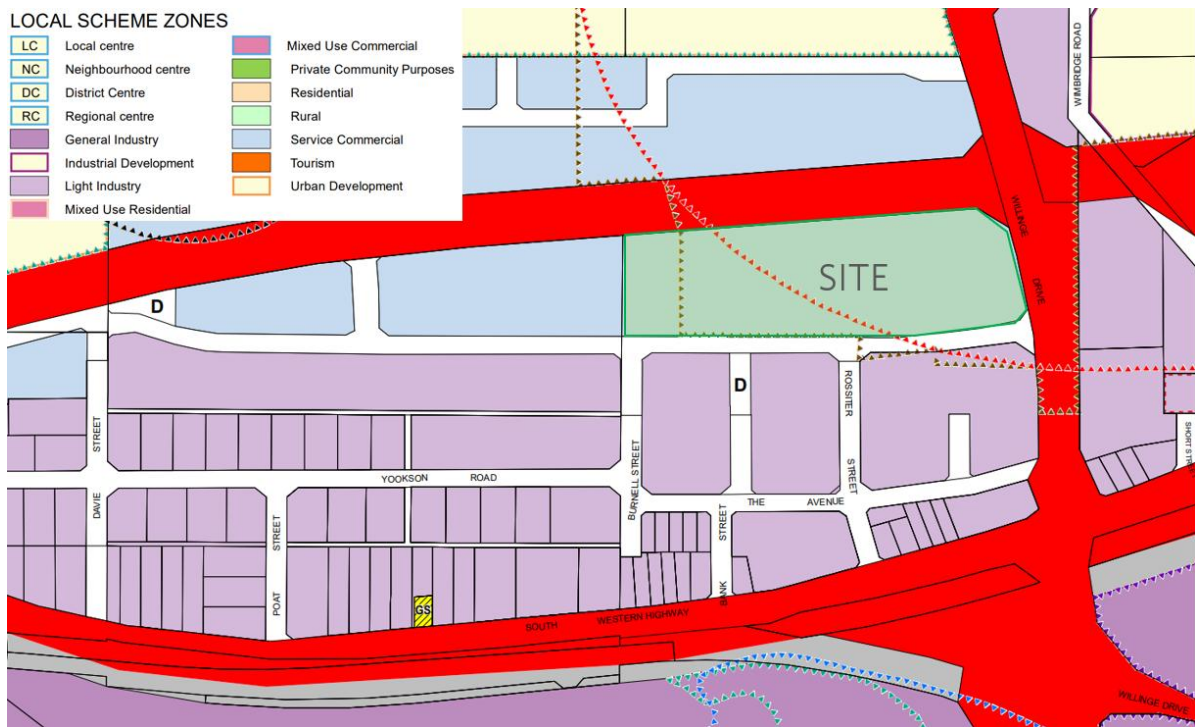 LOCAL SCHEME ZONES
LC Local centre
NC Neighbourhood centre
DC District Centre
RC Regional centre
General Industry
Industrial Development
Light Industry
Mixed Use Residential
Mixed Use Commercial
Private Community Purposes
Residential
Rural
Service Commercial
Tourism
Urban Development
WIMBRIDGE ROAD
WILLINGE DRIVE
SITE
D
D
ROSSITER STREET
SHORT STREET
DAVIE STREET
YOOKSON ROAD
BURNELL STREET
THE AVENUE
POAT STREET
BANK STREET
GS
SOUTH WESTERN HIGHWAY
WILLINGE DRIVE